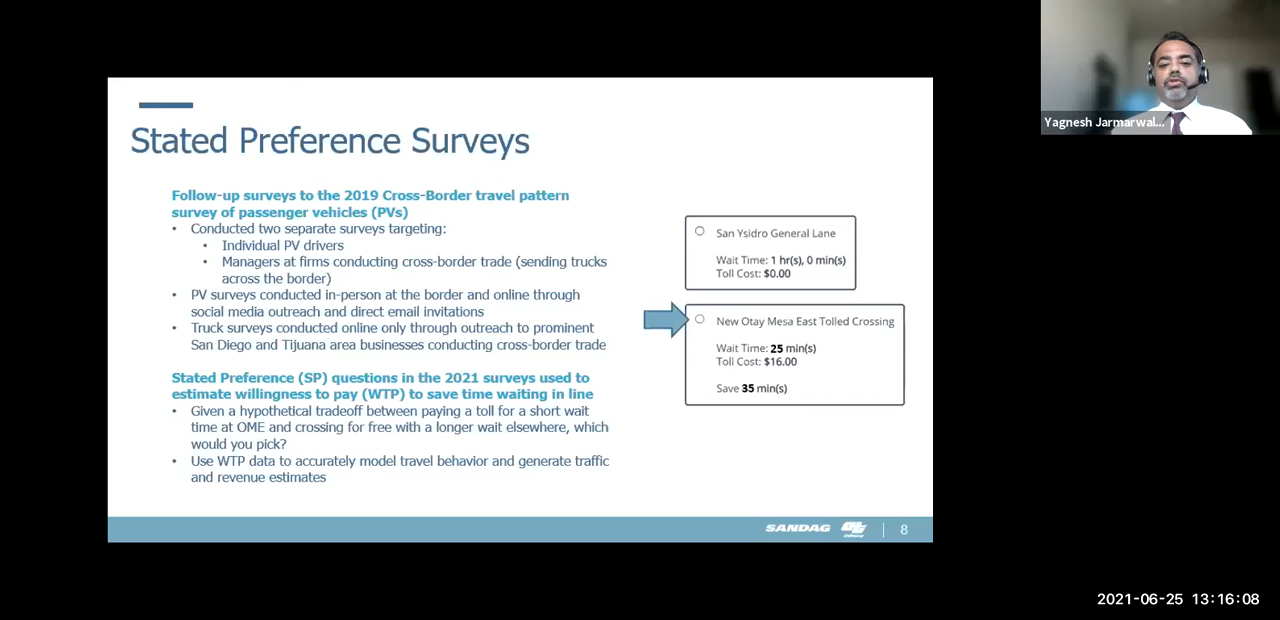 Yagnesh Jarmarwal...
Stated Preference Surveys
Follow-up surveys to the 2019 Cross-Border travel pattern
survey of passenger vehicles (PVs)
• Conducted two separate surveys targeting:
• Individual PV drivers
• Managers at firms conducting cross-border trade (sending trucks
across the border)
• PV surveys conducted in-person at the border and online through
social media outreach and direct email invitations
• Truck surveys conducted online only through outreach to prominent
San Diego and Tijuana area businesses conducting cross-border trade
Stated Preference (SP) questions in the 2021 surveys used to
estimate willingness to pay (WTP) to save time waiting in line
• Given a hypothetical tradeoff between paying a toll for a short wait
time at OME and crossing for free with a longer wait elsewhere, which
would you pick?
• Use WTP data to accurately model travel behavior and generate traffic
and revenue estimates
San Ysidro General Lane
Wait Time: 1 hr(s), 0 min(s)
Toll Cost: $0.00
New Otay Mesa East Tolled Crossing
Wait Time: 25 min(s)
Toll Cost: $16.00
Save 35 min(s)
SANDAG
8
2021-06-25 13:16:08